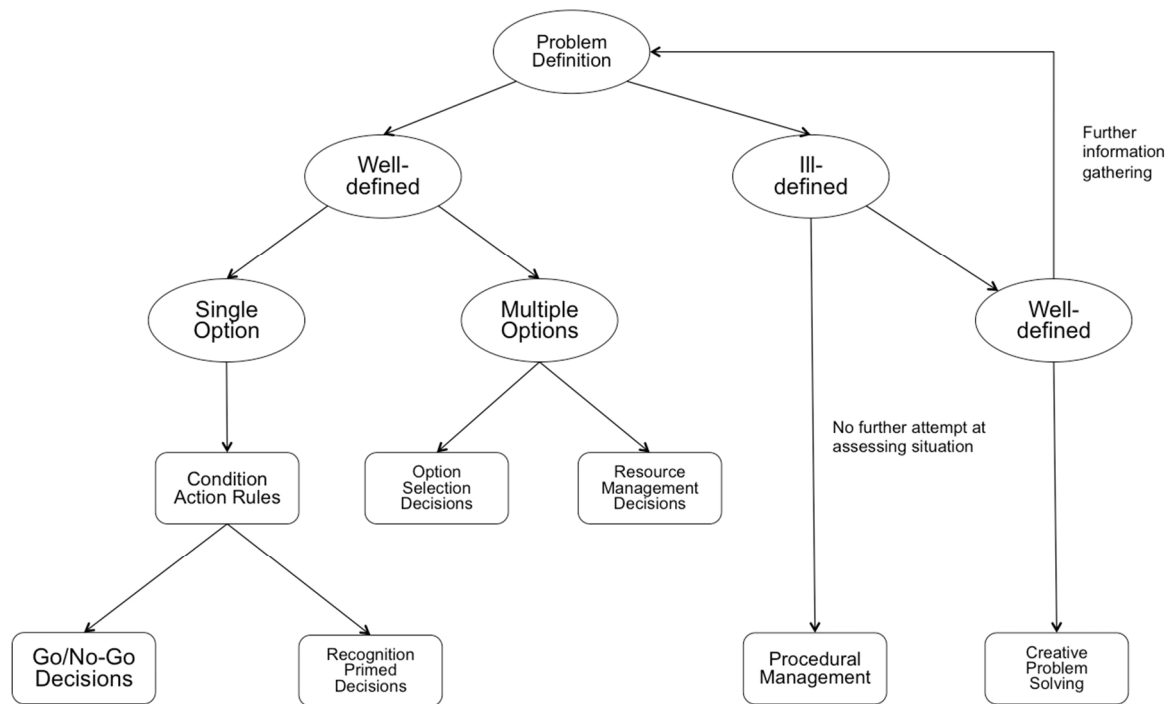 Problem
Definition
Further
information
gathering
Well-
defined
Ill-
defined
Single
Option
Multiple
Options
Well-
defined
No further attempt at
assessing situation
Condition
Action Rules
Option
Selection
Decisions
Resource
Management
Decisions
Go/No-Go
Decisions
Recognition
Primed
Decisions
Procedural
Management
Creative
Problem
Solving